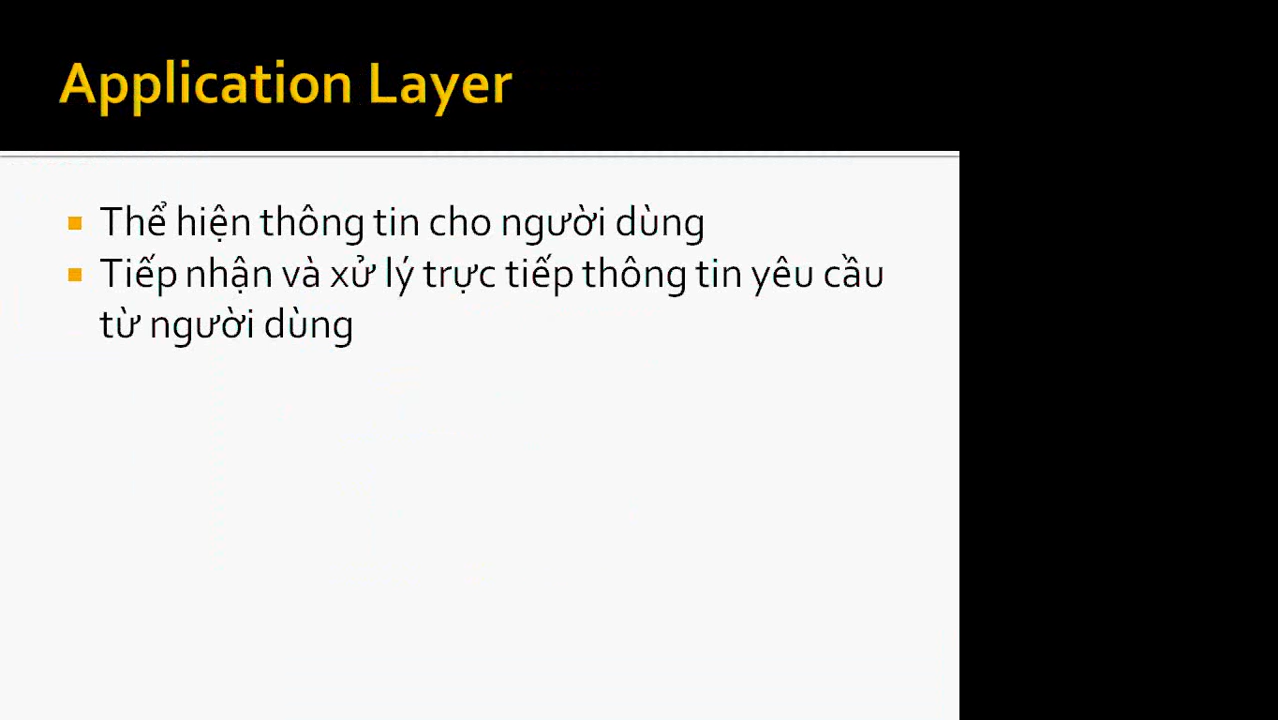 Application Layer
Thể hiện thông tin cho người dùng
Tiếp nhận và xử lý trực tiếp thông tin yêu cầu
từ người dùng